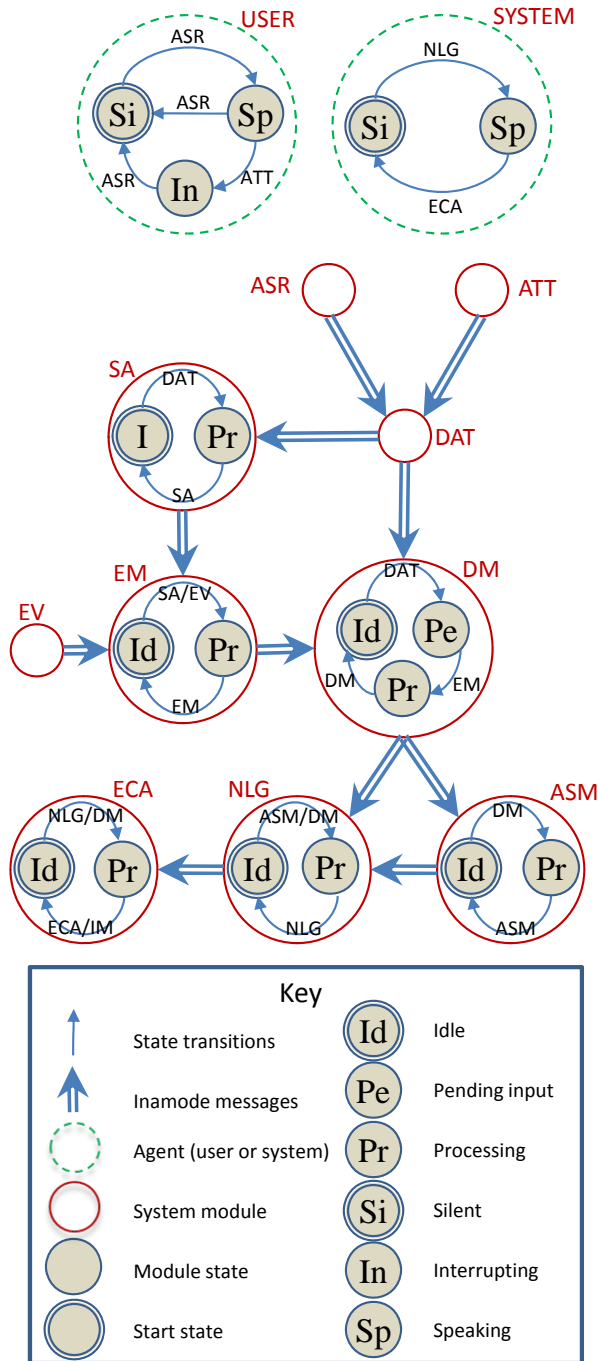 USER
SYSTEM
ASR
NLG
Si
ASR
Sp
Si
Sp
ASR
In
ATT
ECA
ASR
ATT
SA
DAT
I
Pr
DAT
SA
EM
SA/EV
DM
DAT
EV
Id
Pr
Id
Pe
EM
DM
Pr
EM
ECA
NLG
ASM
NLG/DM
ASM/DM
DM
Id
Pr
Id
Pr
Id
Pr
ECA/IM
NLG
ASM
Key
State transitions
Id
Idle
Inamode messages
Pe
Pending input
Agent (user or system)
Pr
Processing
System module
Si
Silent
Module state
In
Interrupting
Start state
Sp
Speaking